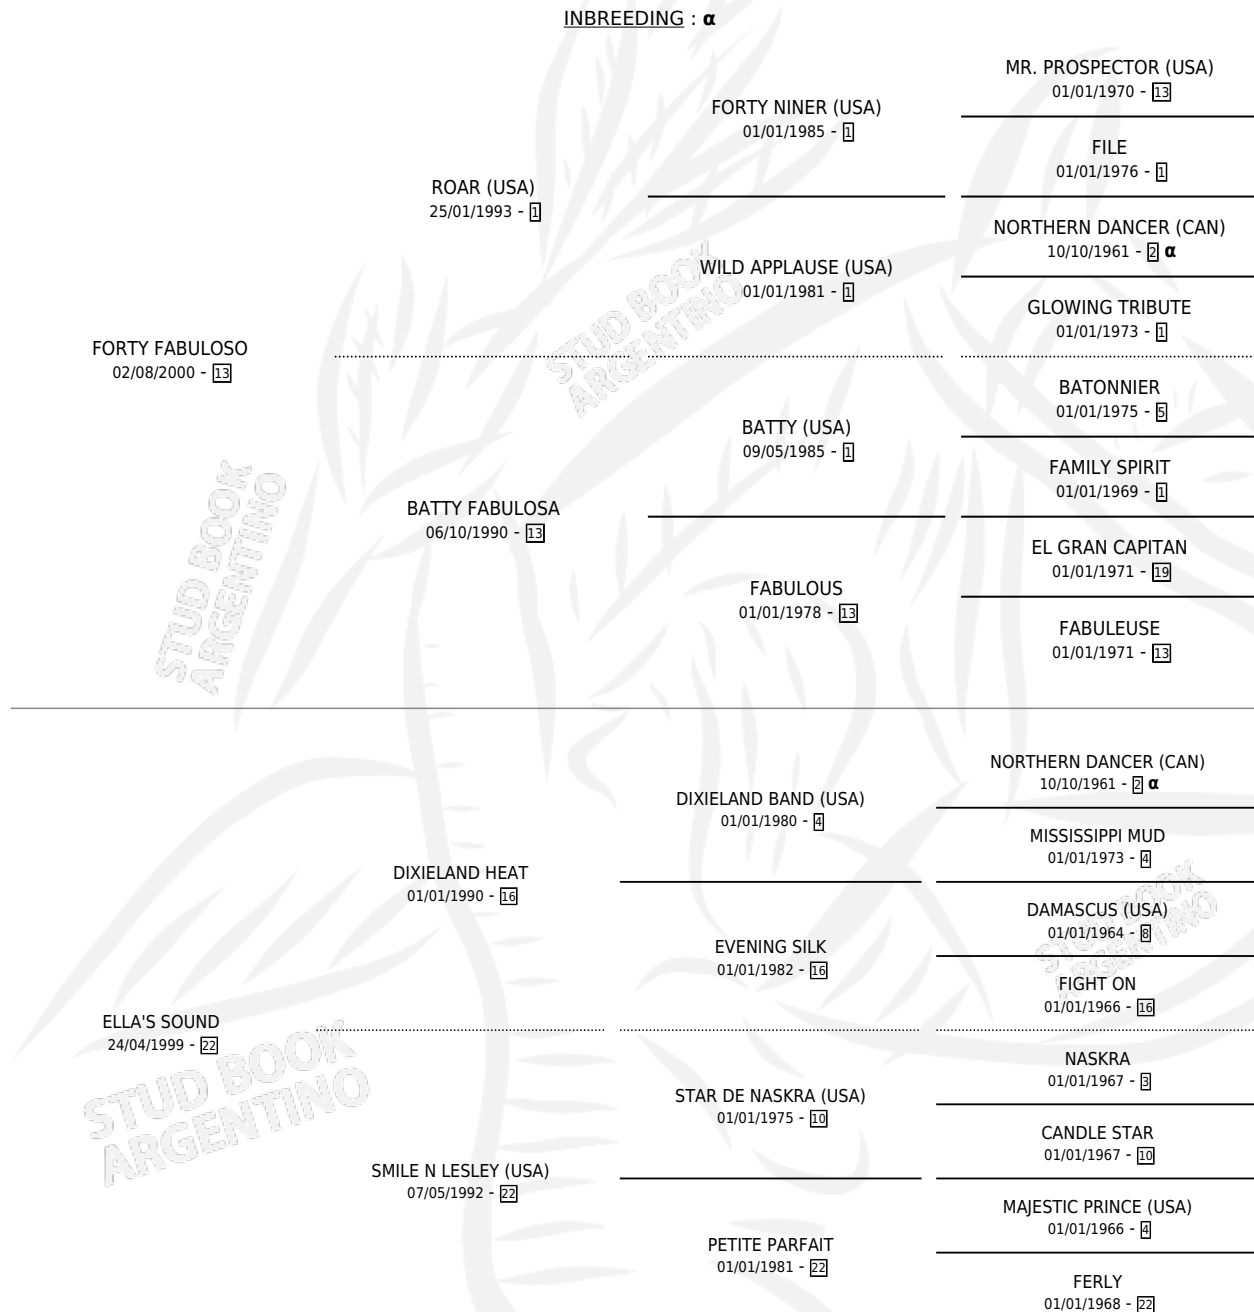 INBREEDING : α
MR. PROSPECTOR (USA)
01/01/1970 - 13
FORTY NINER (USA)
01/01/1985 - 1
FILE
01/01/1976 - 1
ROAR (USA)
25/01/1993 - 1
NORTHERN DANCER (CAN)
10/10/1961 - 2 α
WILD APPLAUSE (USA)
01/01/1981 - 1
GLOWING TRIBUTE
01/01/1973 - 1
FORTY FABULOSO
02/08/2000 - 13
BATONNIER
01/01/1975 - 5
BATTY (USA)
09/05/1985 - 1
FAMILY SPIRIT
01/01/1969 - 1
BATTY FABULOSA
06/10/1990 - 13
EL GRAN CAPITAN
01/01/1971 - 19
FABULOUS
01/01/1978 - 13
FABULEUSE
01/01/1971 - 13
NORTHERN DANCER (CAN)
10/10/1961 - 2 α
DIXIELAND BAND (USA)
01/01/1980 - 4
MISSISSIPPI MUD
01/01/1973 - 4
DIXIELAND HEAT
01/01/1990 - 16
DAMASCUS (USA)
01/01/1964 - 8
EVENING SILK
01/01/1982 - 16
FIGHT ON
01/01/1966 - 16
ELLA'S SOUND
24/04/1999 - 22
NASKRA
01/01/1967 - 3
STAR DE NASKRA (USA)
01/01/1975 - 10
CANDLE STAR
01/01/1967 - 10
SMILE N LESLEY (USA)
07/05/1992 - 22
MAJESTIC PRINCE (USA)
01/01/1966 - 4
PETITE PARFAIT
01/01/1981 - 22
FERLY
01/01/1968 - 22
STUD BOOK
ARGENTINO
STUD BOOK
ARGENTINO
STUD BOOK
ARGENTINO
STUD BOOK
ARGENTINO